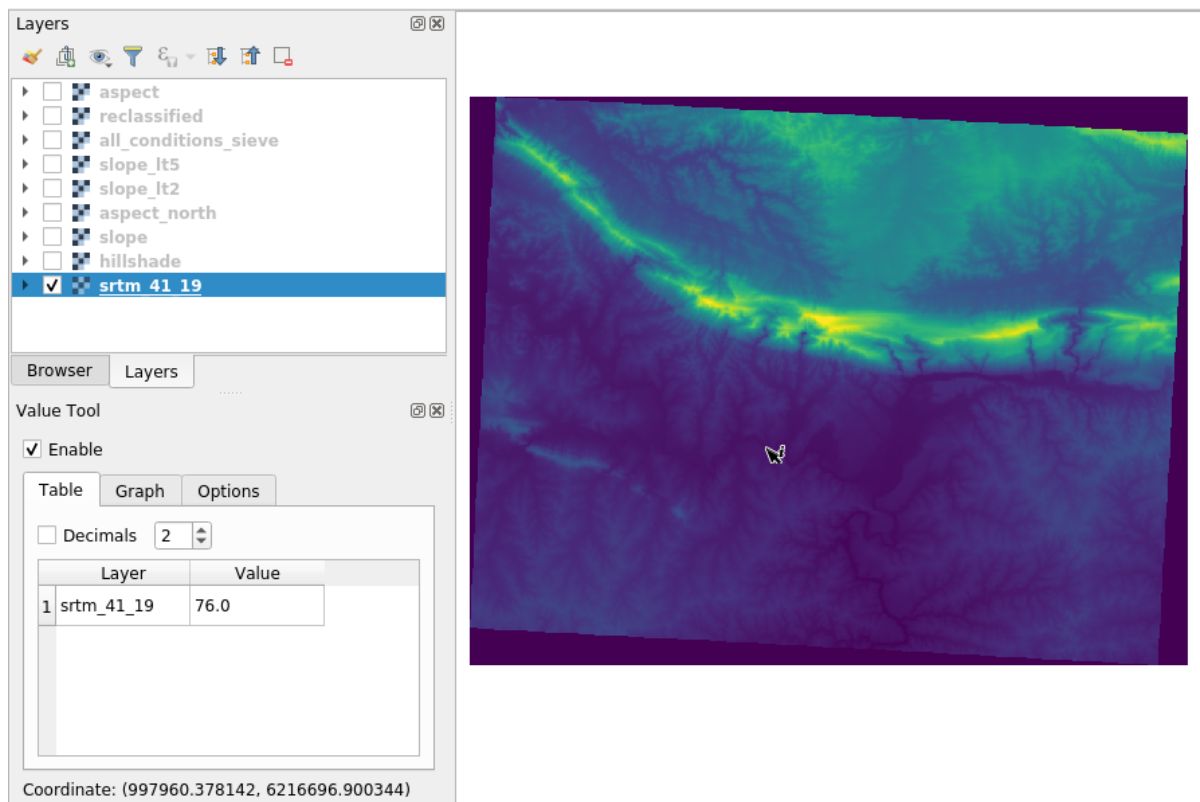 Layers
aspect
reclassified
all_conditions_sieve
slope_lt5
slope_lt2
aspect_north
slope
hillshade
srtm_41_19
Browser Layers
Value Tool
Enable
Table Graph Options
Decimals 2
Layer Value
1 srtm_41_19 76.0
Coordinate: (997960.378142, 6216696.900344)